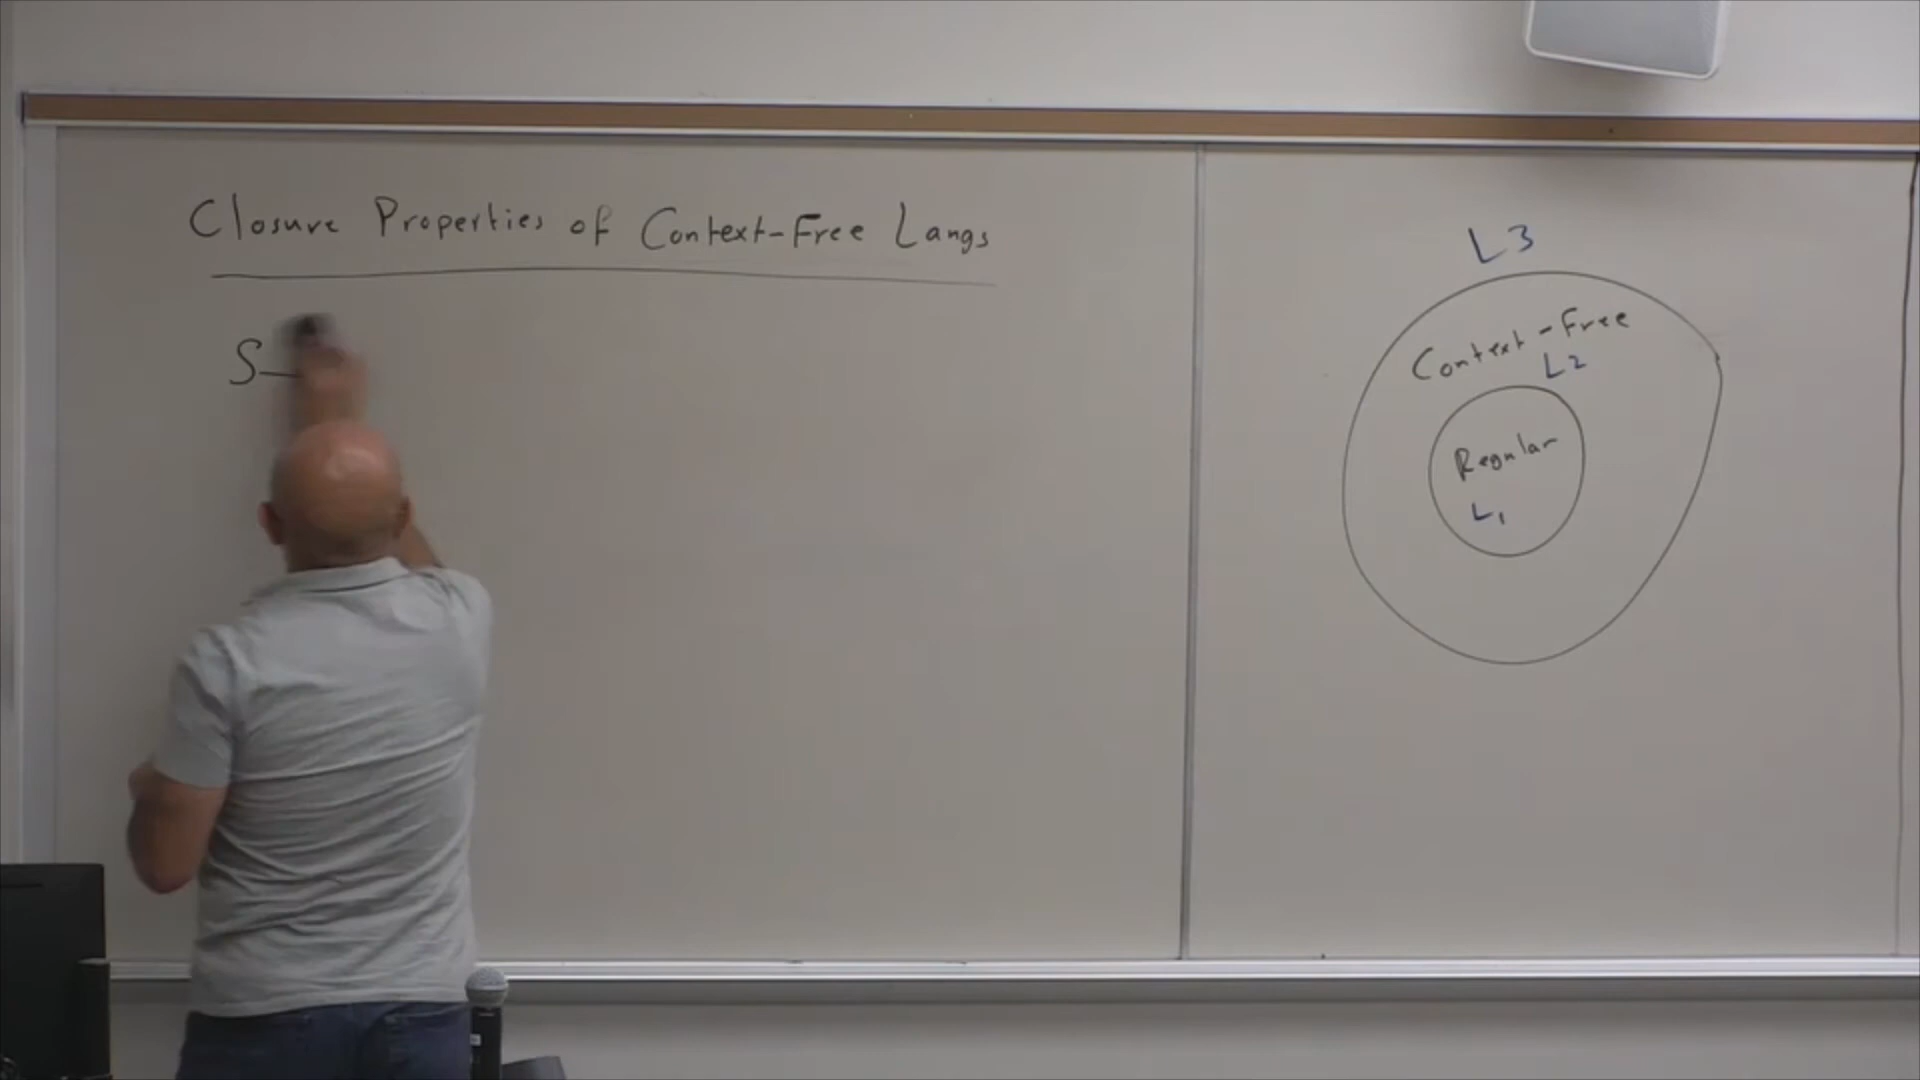 Closure Properties of Context-Free Langs
S
L3
Context-Free
L2
Regular
L1